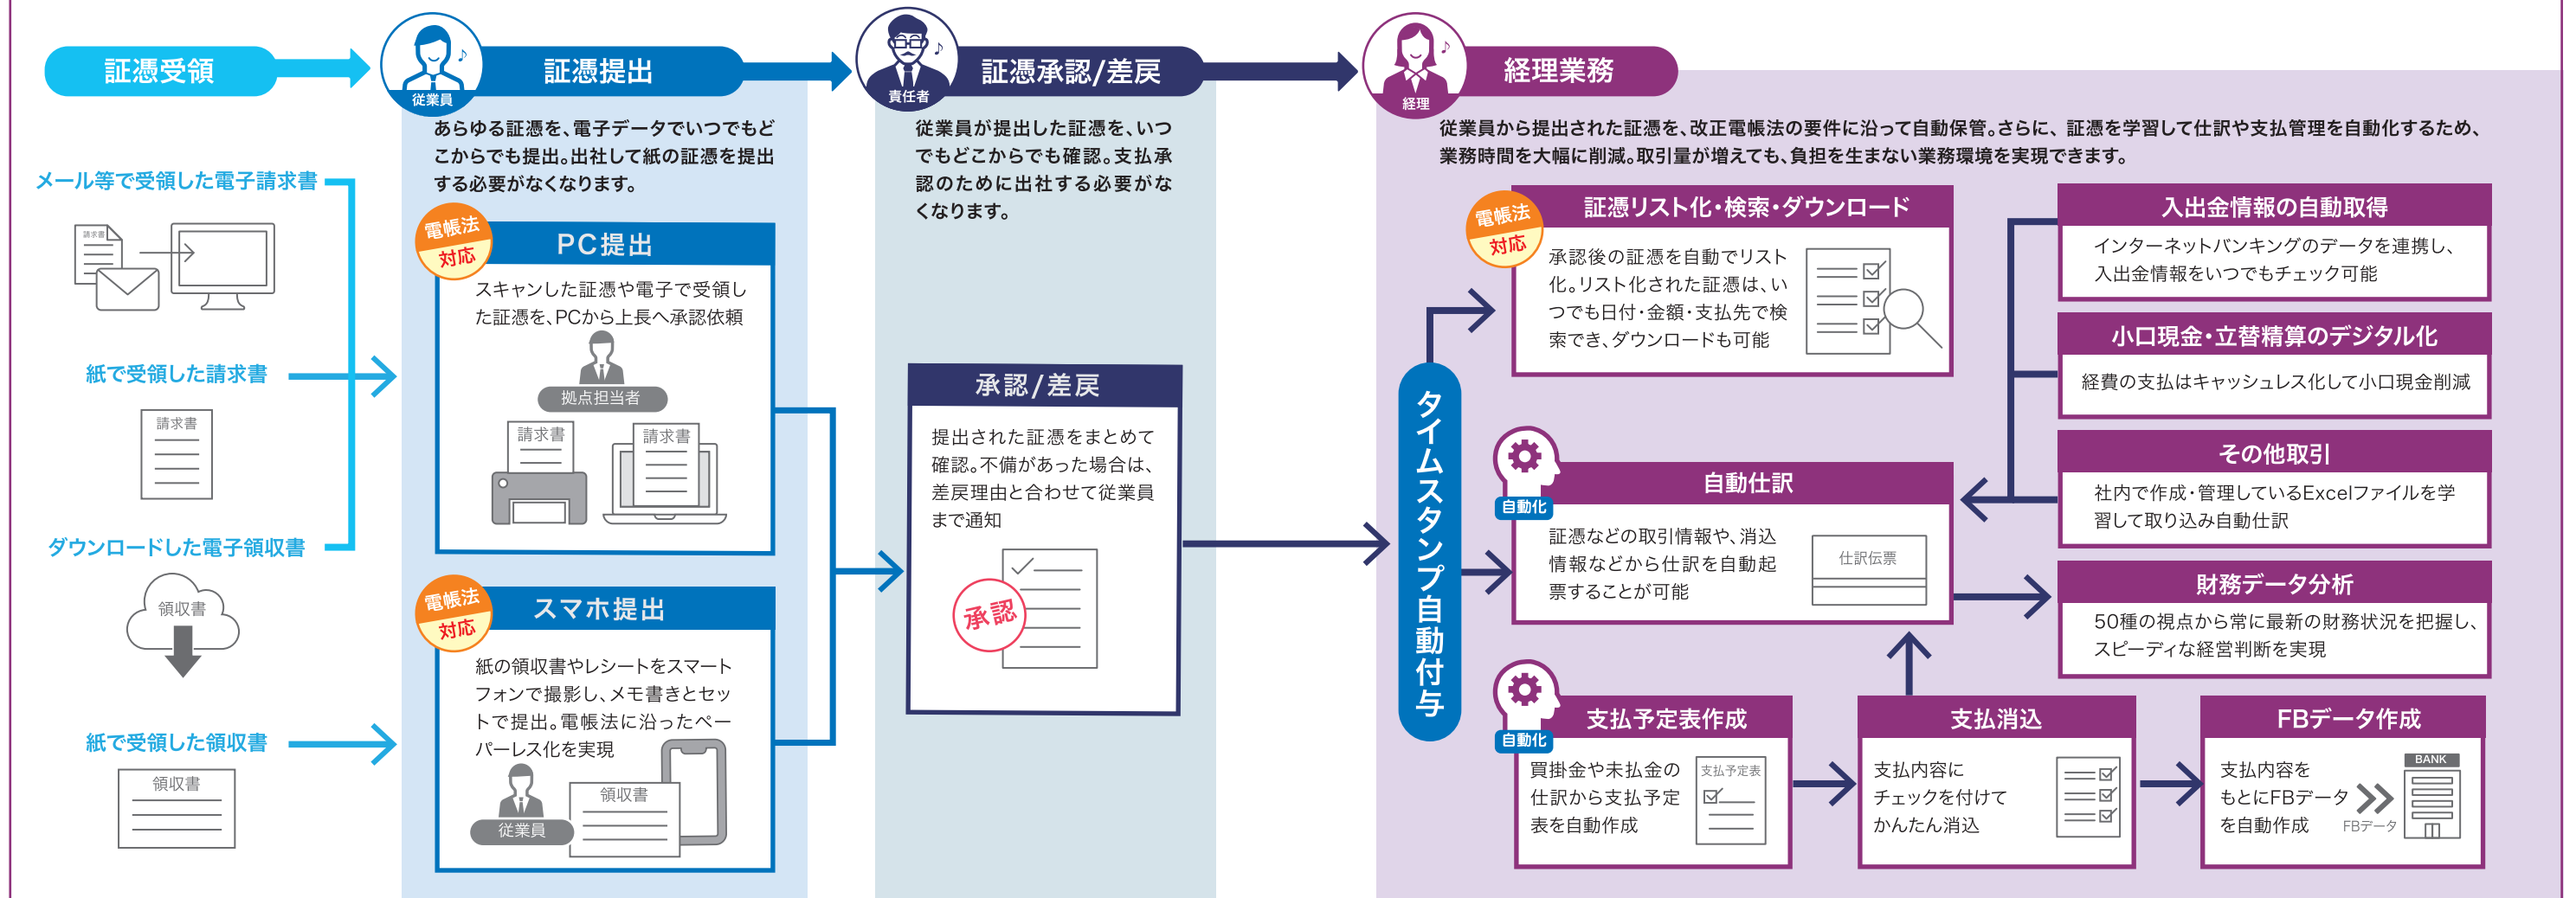 証憑受領
従業員
証憑提出
責任者
証憑承認/差戻
経理
経理業務
メール等で受領した電子請求書
請求書
紙で受領した請求書
請求書
ダウンロードした電子領収書
領収書
紙で受領した領収書
領収書
あらゆる証憑を、電子データでいつでもど
こからでも提出。出社して紙の証憑を提出
する必要がなくなります。
電帳法
対応
PC提出
スキャンした証憑や電子で受領し
た証憑を、PCから上長へ承認依頼
拠点担当者
請求書
請求書
電帳法
対応
スマホ提出
紙の領収書やレシートをスマート
フォンで撮影し、メモ書きとセッ
トで提出。電帳法に沿ったペー
パーレス化を実現
従業員
領収書
従業員が提出した証憑を、いつ
でもどこからでも確認。支払承
認のために出社する必要がな
くなります。
承認/差戻
提出された証憑をまとめて
確認。不備があった場合は、
差戻理由と合わせて従業員
まで通知
承認
従業員から提出された証憑を、改正電帳法の要件に沿って自動保管。さらに、証憑を学習して仕訳や支払管理を自動化するため、
業務時間を大幅に削減。取引量が増えても、負担を生まない業務環境を実現できます。
タイムスタンプ自動付与
電帳法
対応
証憑リスト化・検索・ダウンロード
承認後の証憑を自動でリスト
化。リスト化された証憑は、い
つでも日付・金額・支払先で検
索でき、ダウンロードも可能
自動化
自動仕訳
証憑などの取引情報や、消込
情報などから仕訳を自動起
票することが可能
仕訳伝票
入出金情報の自動取得
インターネットバンキングのデータを連携し、
入出金情報をいつでもチェック可能
小口現金・立替精算のデジタル化
経費の支払はキャッシュレス化して小口現金削減
その他取引
社内で作成・管理しているExcelファイルを学
習して取り込み自動仕訳
財務データ分析
50種の視点から常に最新の財務状況を把握し、
スピーディな経営判断を実現
自動化
支払予定表作成
買掛金や未払金の
仕訳から支払予定
表を自動作成
支払予定表
支払消込
支払内容に
チェックを付けて
かんたん消込
FBデータ作成
支払内容を
もとにFBデータ
を自動作成
FBデータ
BANK